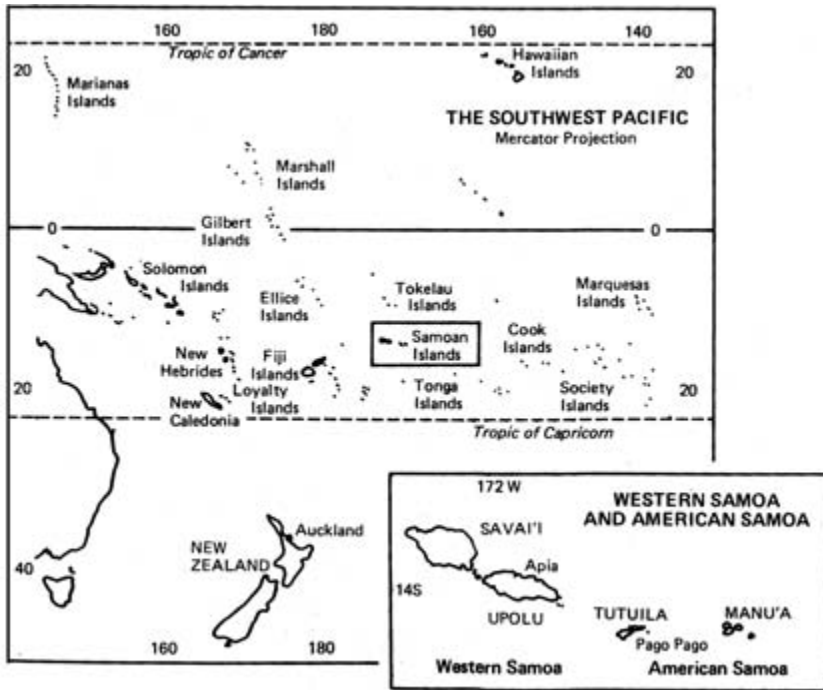 160 180 160 140
Tropic of Cancer
Hawaiian
Islands
20
20
Marianas
Islands
THE SOUTHWEST PACIFIC
Mercator Projection
Marshall
Islands
Gilbert
Islands
0
0
Solomon
Islands
Ellice
Islands
Tokelau
Islands
Marquesas
Islands
Samoan
Islands
Cook
Islands
New
Hebrides
Fiji
Islands
Loyalty
Islands
Tonga
Islands
Society
Islands
20
20
New
Caledonia
Tropic of Capricorn
Auckland
NEW
ZEALAND
40
160 180
172 W
WESTERN SAMOA
AND AMERICAN SAMOA
SAVAI'I
Apia
14S
UPOLU
TUTUILA
MANU'A
Pago Pago
Western Samoa
American Samoa